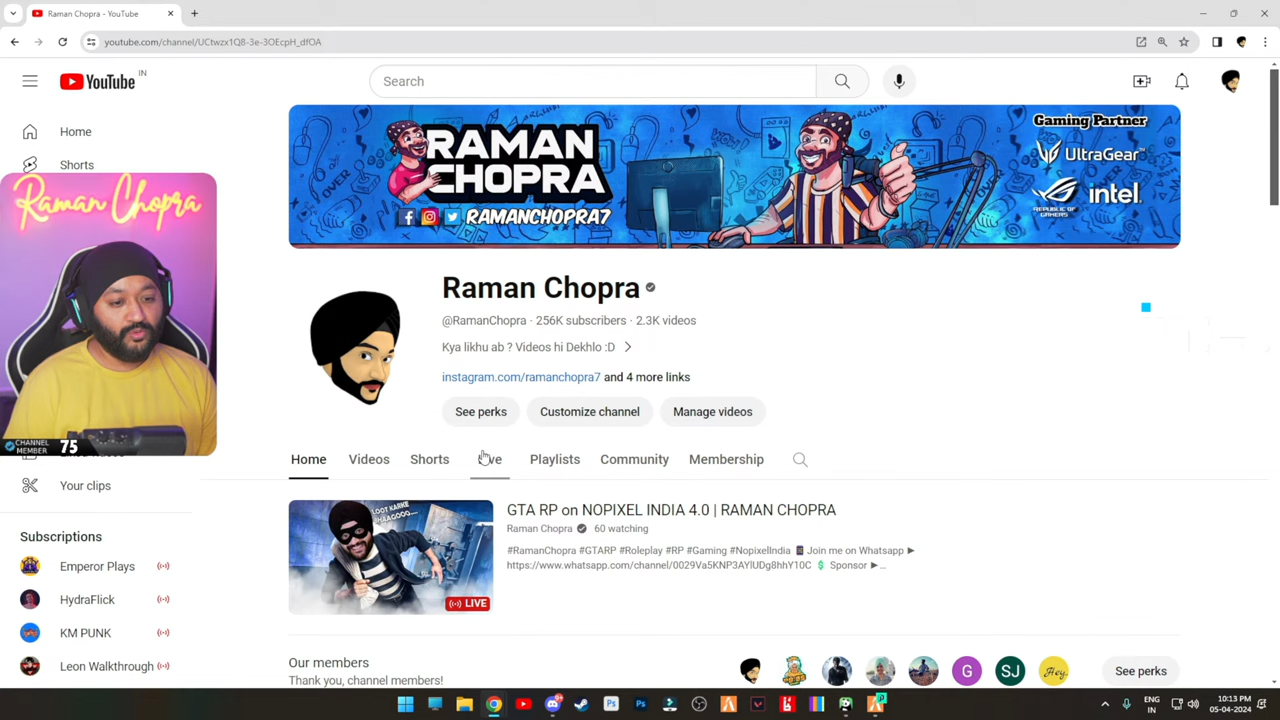 Raman Chopra - YouTube
youtube.com/channel/UCtwzx1Q8-3e-3OEcpH_dfOA
YouTube IN
Search
Home
Shorts
RAMAN CHOPRA
RAMANCHOPRA7
Gaming Partner
UltraGear™
REPUBLIC OF GAMERS
intel.
Raman Chopra
CHANNEL MEMBER 75
Raman Chopra
@RamanChopra · 256K subscribers · 2.3K videos
Kya likhu ab ? Videos hi Dekhlo :D
instagram.com/ramanchopra7 and 4 more links
See perks Customize channel Manage videos
Home Videos Shorts Live Playlists Community Membership
Your clips
Subscriptions
Emperor Plays
HydraFlick
KM PUNK
Leon Walkthrough
LOOT KARKE BHAAGOOO...
LIVE
GTA RP on NOPIXEL INDIA 4.0 | RAMAN CHOPRA
Raman Chopra 60 watching
#RamanChopra #GTARP #Roleplay #RP #Gaming #NopixelIndia Join me on Whatsapp ►
https://www.whatsapp.com/channel/0029Va5KNP3AYlUDg8hhY10C Sponsor ►...
Our members
Thank you, channel members!
G SJ Hey.
See perks
ENG IN
10:13 PM
05-04-2024